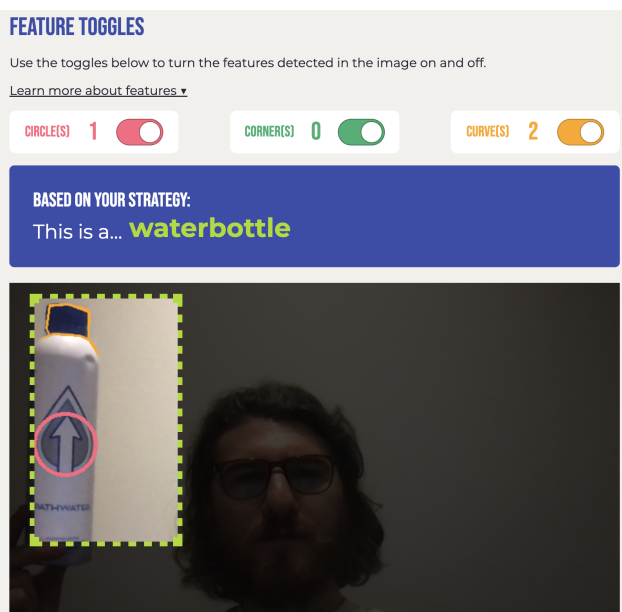 FEATURE TOGGLES
Use the toggles below to turn the features detected in the image on and off.
Learn more about features ▾
CIRCLE(S) 1
CORNER(S) 0
CURVE(S) 2
BASED ON YOUR STRATEGY:
This is a... waterbottle
PATHWATER